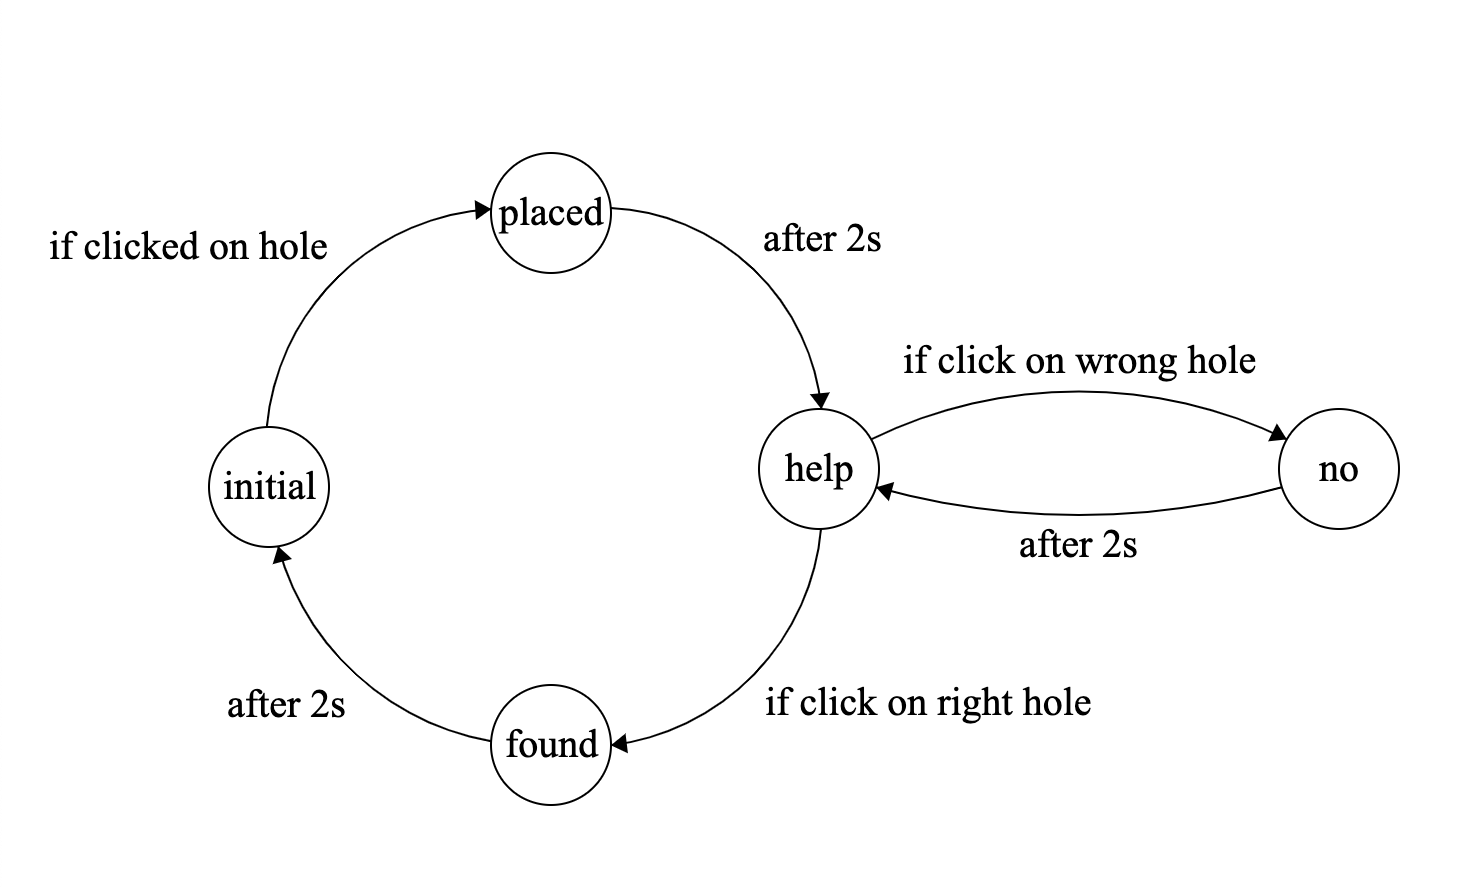 placed
if clicked on hole
after 2s
if click on wrong hole
initial
help
no
after 2s
after 2s
if click on right hole
found